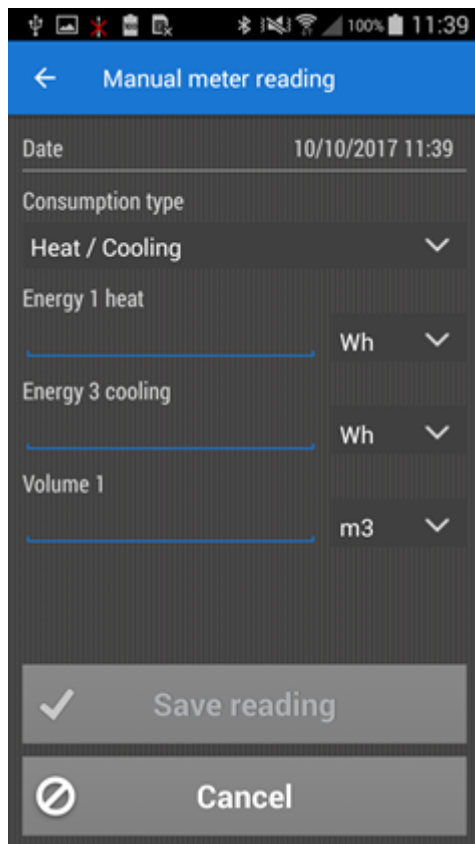 100% 11:39
Manual meter reading
Date 10/10/2017 11:39
Consumption type
Heat / Cooling
Energy 1 heat
Wh
Energy 3 cooling
Wh
Volume 1
m3
Save reading
Cancel